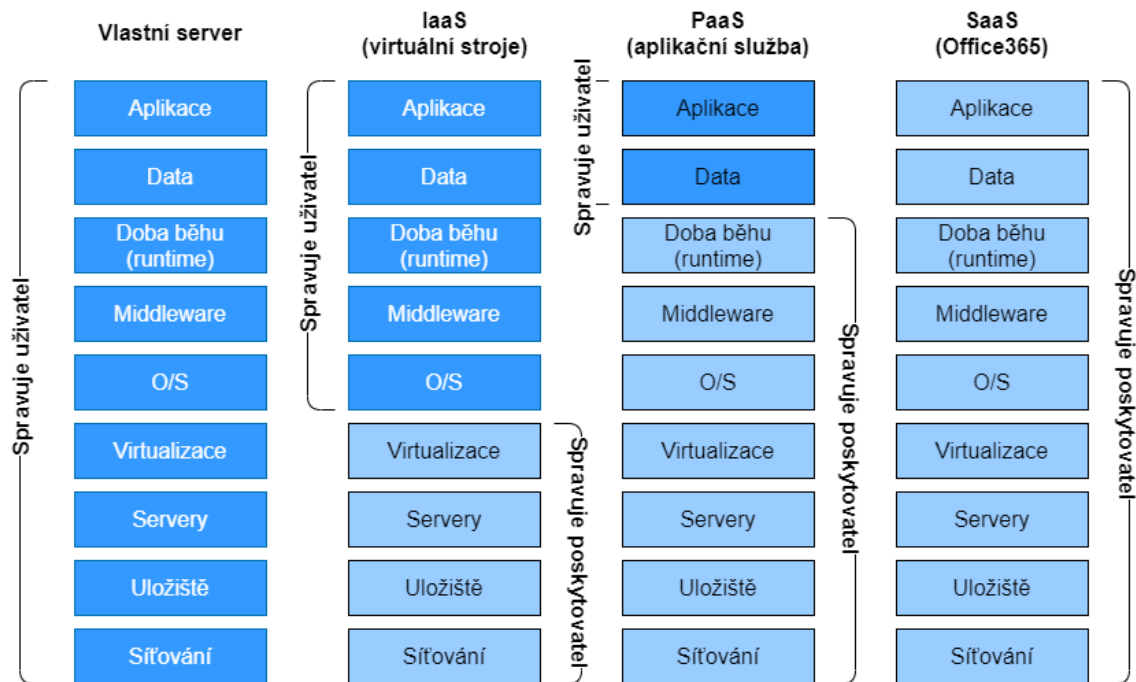 Vlastní server
Spravuje uživatel
Aplikace
Data
Doba běhu
(runtime)
Middleware
O/S
Virtualizace
Servery
Uložiště
Síťování
IaaS
(virtuální stroje)
Spravuje uživatel
Aplikace
Data
Doba běhu
(runtime)
Middleware
O/S
Virtualizace
Servery
Uložiště
Síťování
Spravuje poskytovatel
PaaS
(aplikační služba)
Spravuje uživatel
Aplikace
Data
Doba běhu
(runtime)
Middleware
O/S
Virtualizace
Servery
Uložiště
Síťování
Spravuje poskytovatel
SaaS
(Office365)
Aplikace
Data
Doba běhu
(runtime)
Middleware
O/S
Virtualizace
Servery
Uložiště
Síťování
Spravuje poskytovatel